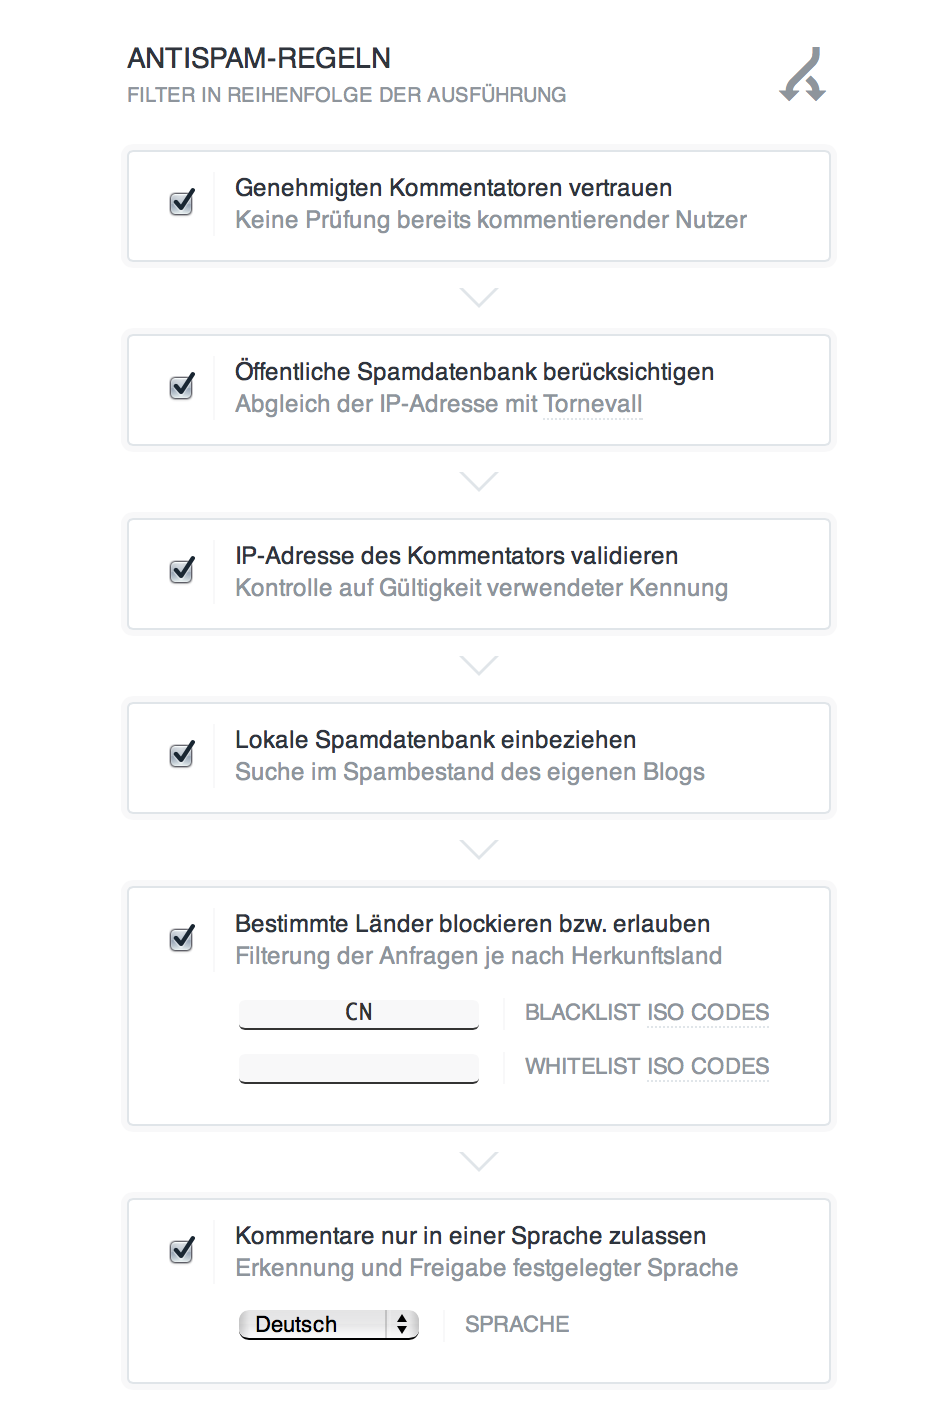 ANTISPAM-REGELN
FILTER IN REIHENFOLGE DER AUSFÜHRUNG
Genehmigten Kommentatoren vertrauen
Keine Prüfung bereits kommentierender Nutzer
Öffentliche Spamdatenbank berücksichtigen
Abgleich der IP-Adresse mit Tornevall
IP-Adresse des Kommentators validieren
Kontrolle auf Gültigkeit verwendeter Kennung
Lokale Spamdatenbank einbeziehen
Suche im Spambestand des eigenen Blogs
Bestimmte Länder blockieren bzw. erlauben
Filterung der Anfragen je nach Herkunftsland
CN BLACKLIST ISO CODES
WHITELIST ISO CODES
Kommentare nur in einer Sprache zulassen
Erkennung und Freigabe festgelegter Sprache
Deutsch SPRACHE